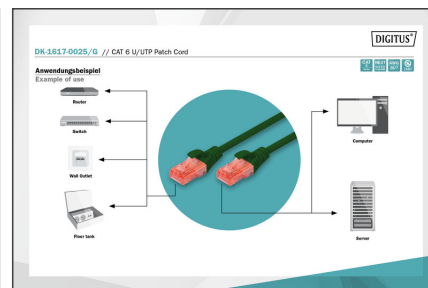 DIGITUS®
DK-1617-0025/G // CAT 6 U/UTP Patch Cord
Anwendungsbeispiel
Example of use
Router
Switch
Wall Outlet
Floor tank
Computer
Server